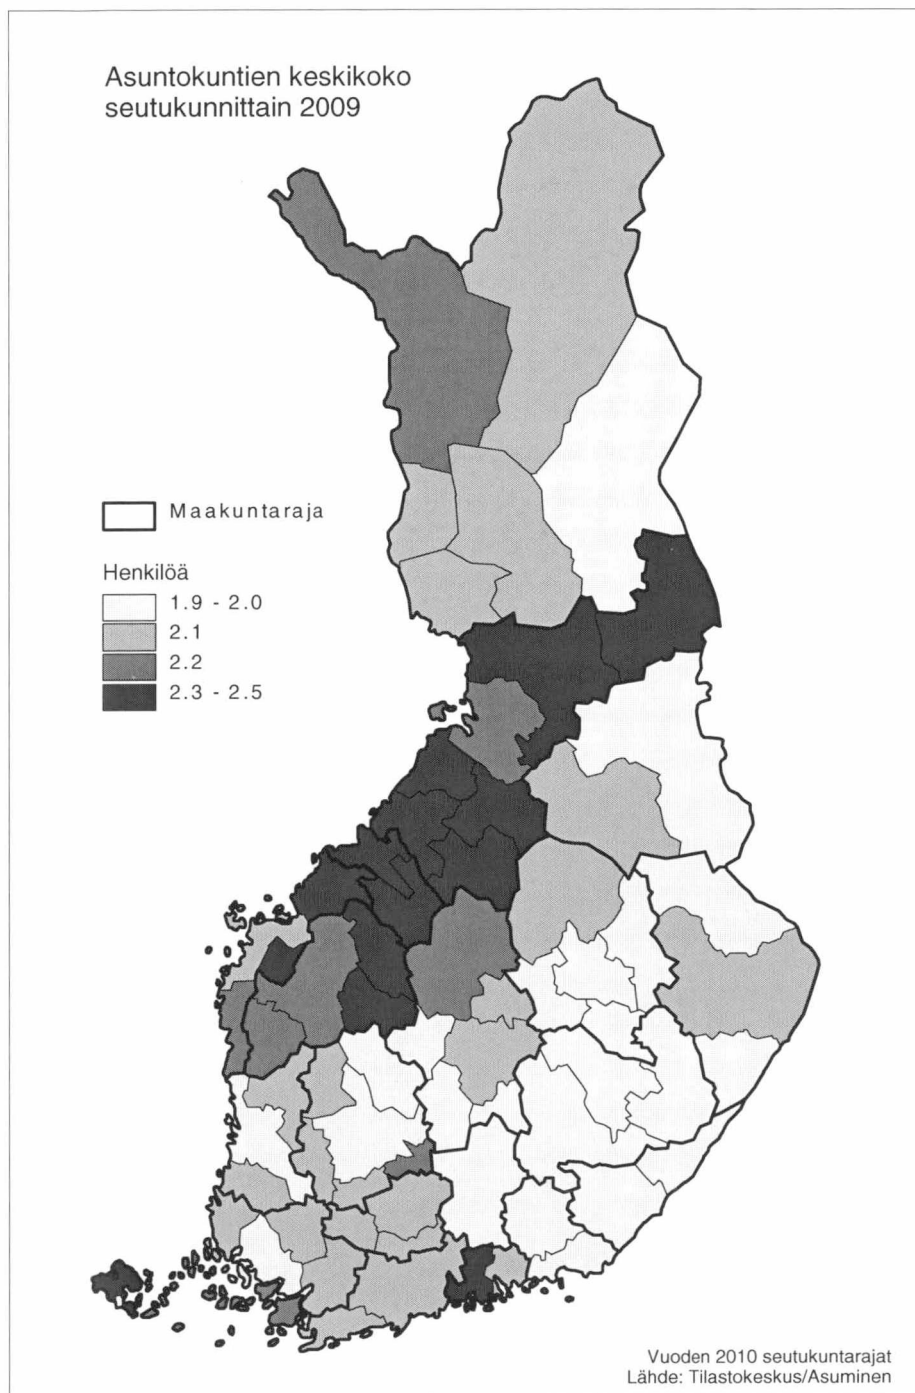 Asuntokuntien keskikoko
seutukunnittain 2009
Maakuntaraja
Henkilöä
1.9 - 2.0
2.1
2.2
2.3 - 2.5
Vuoden 2010 seutukuntarajat
Lähde: Tilastokeskus/Asuminen